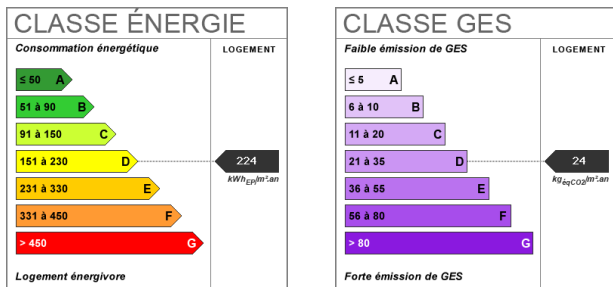 CLASSE ÉNERGIE
Consommation énergétique
LOGEMENT
≤ 50 A
51 à 90 B
91 à 150 C
151 à 230 D
224
kWhEP/m².an
231 à 330 E
331 à 450 F
> 450 G
Logement énergivore
CLASSE GES
Faible émission de GES
LOGEMENT
≤ 5 A
6 à 10 B
11 à 20 C
21 à 35 D
24
kgéqCO2/m².an
36 à 55 E
56 à 80 F
> 80 G
Forte émission de GES